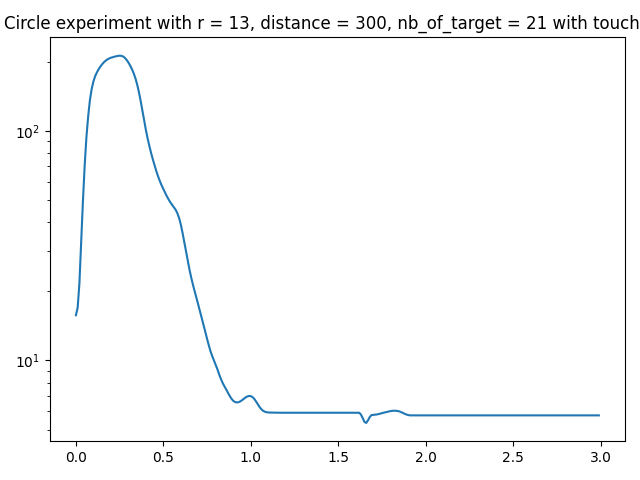 Circle experiment with r = 13, distance = 300, nb_of_target = 21 with touch
10²
10¹
0.0 0.5 1.0 1.5 2.0 2.5 3.0